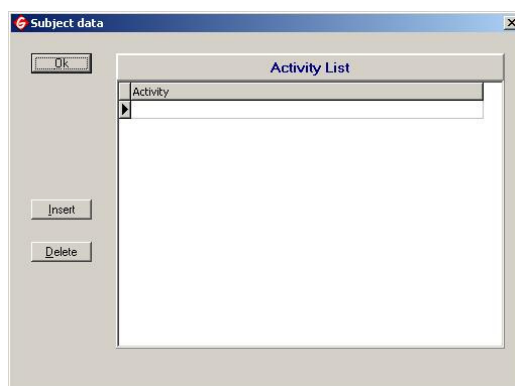 Subject data
Ok
Activity List
Activity
Insert
Delete